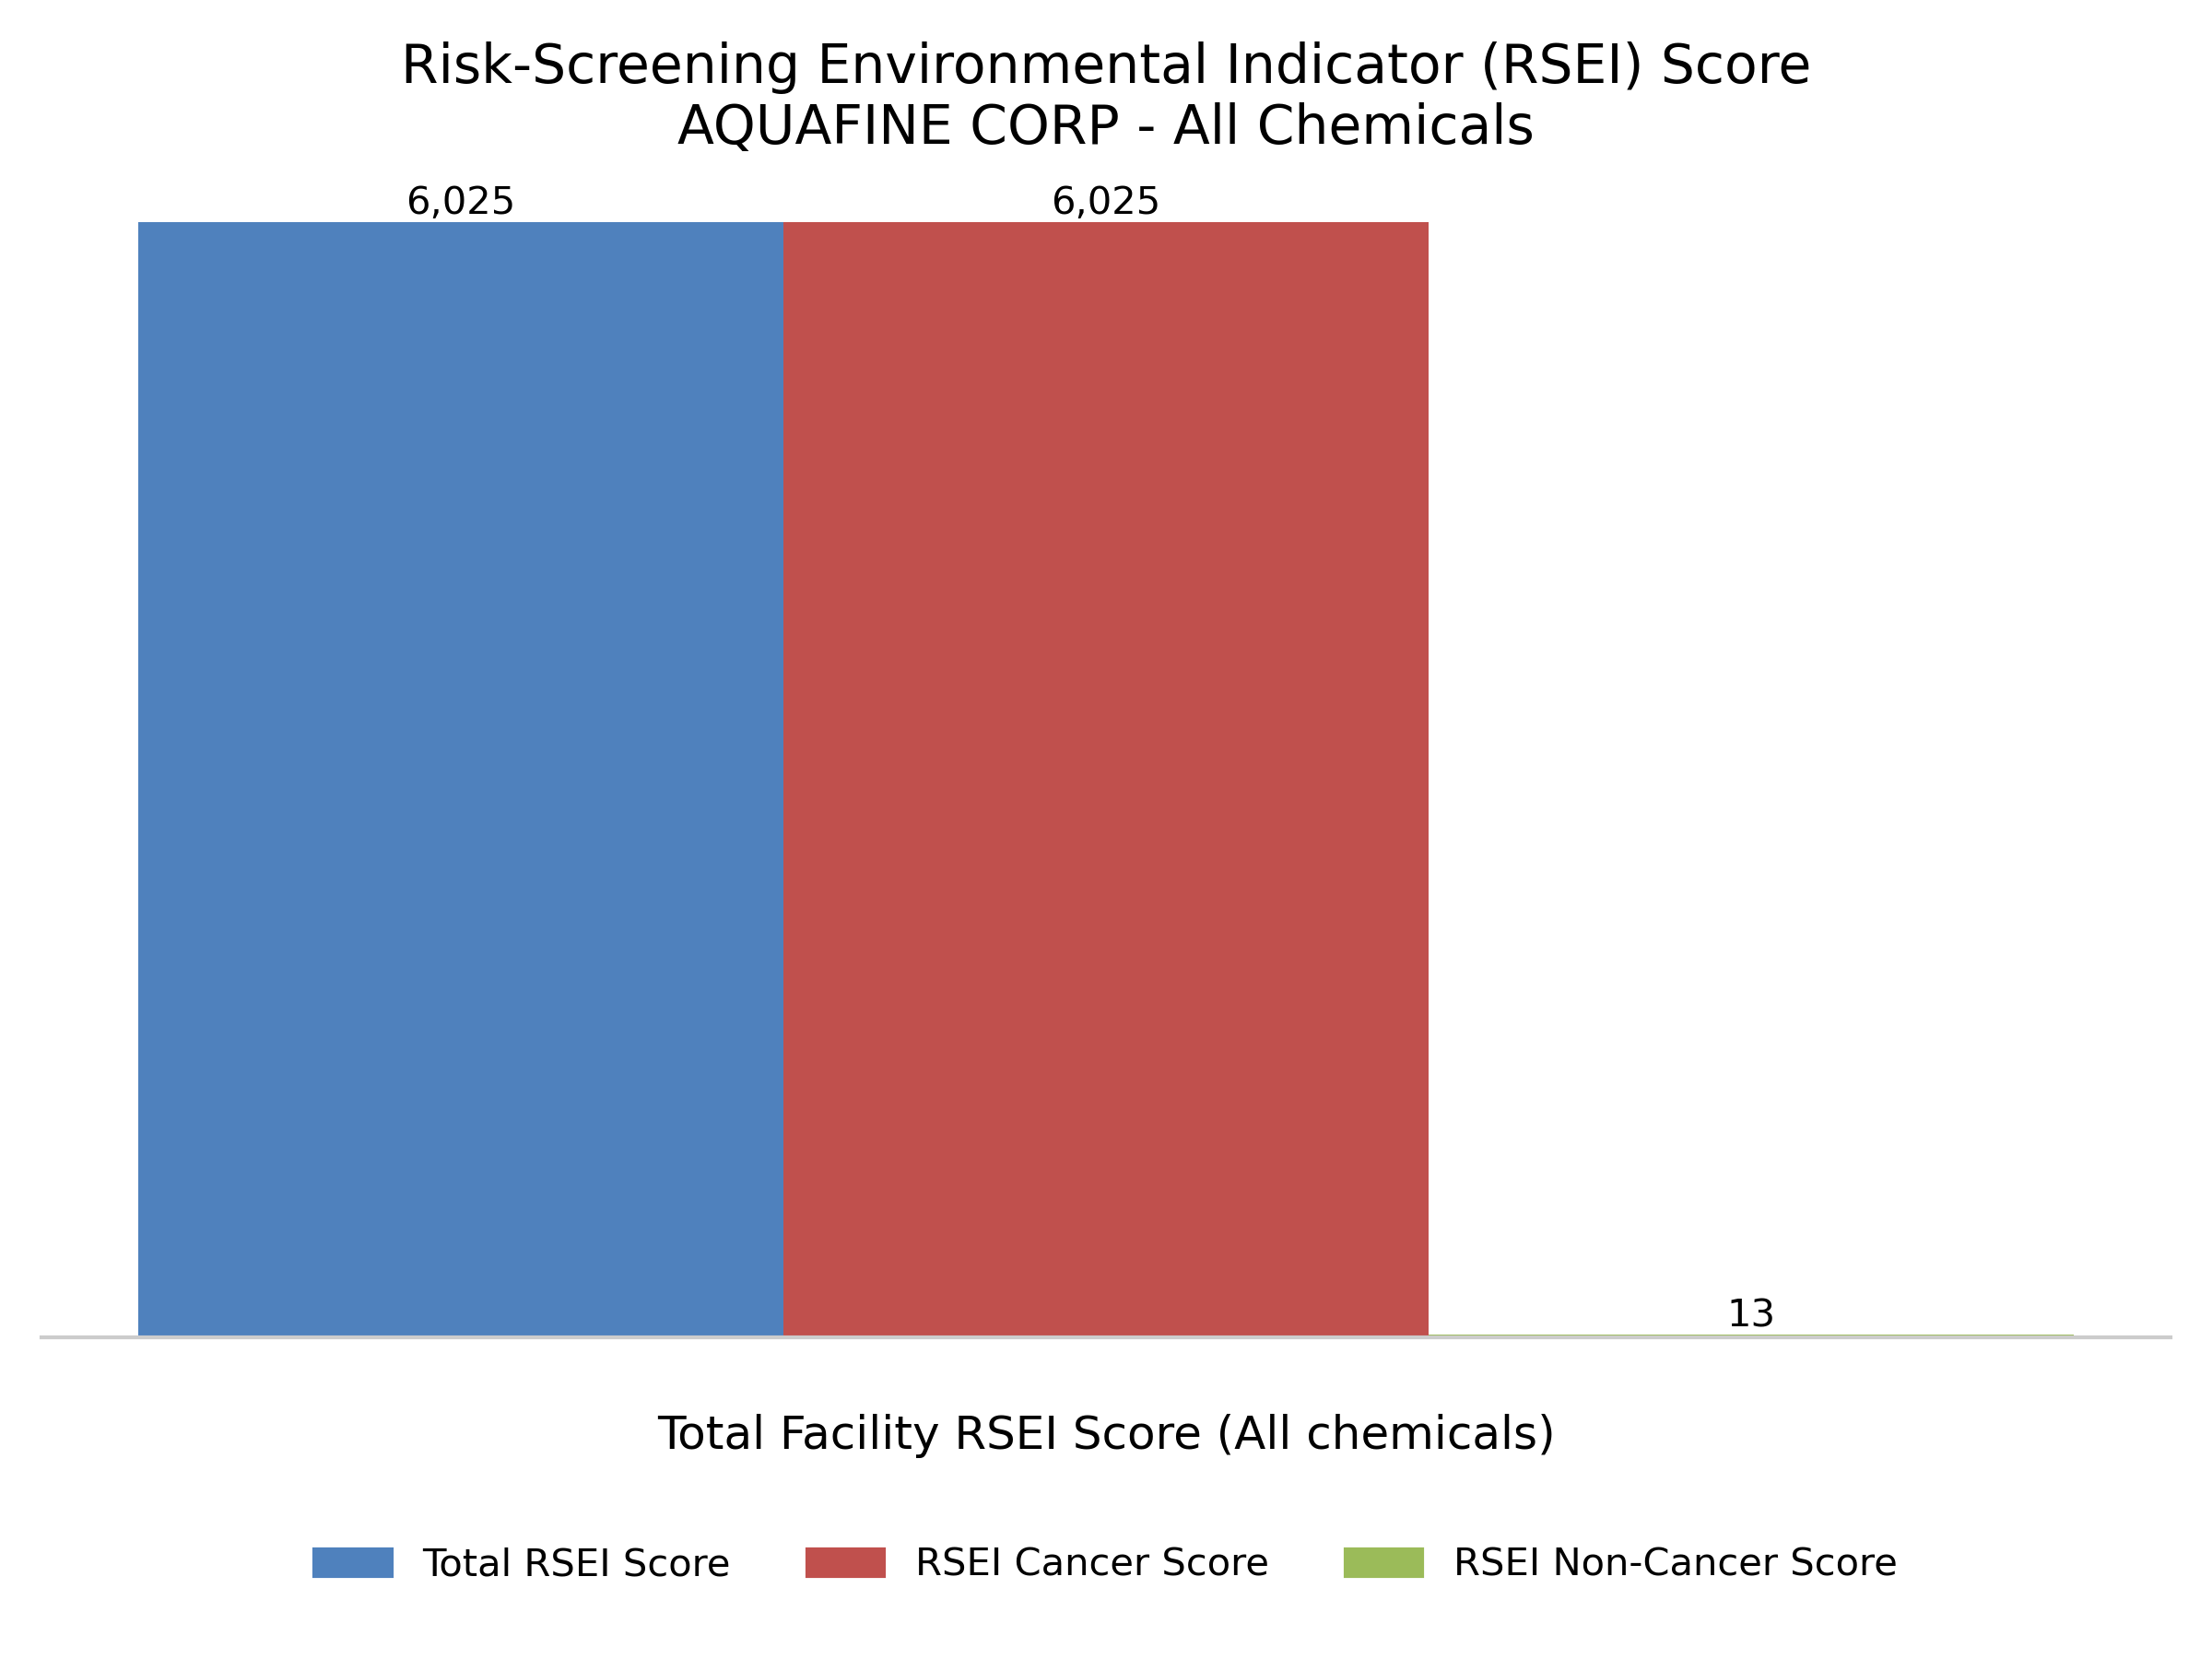 Risk-Screening Environmental Indicator (RSEI) Score
AQUAFINE CORP - All Chemicals
6,025
6,025
13
Total Facility RSEI Score (All chemicals)
Total RSEI Score
RSEI Cancer Score
RSEI Non-Cancer Score